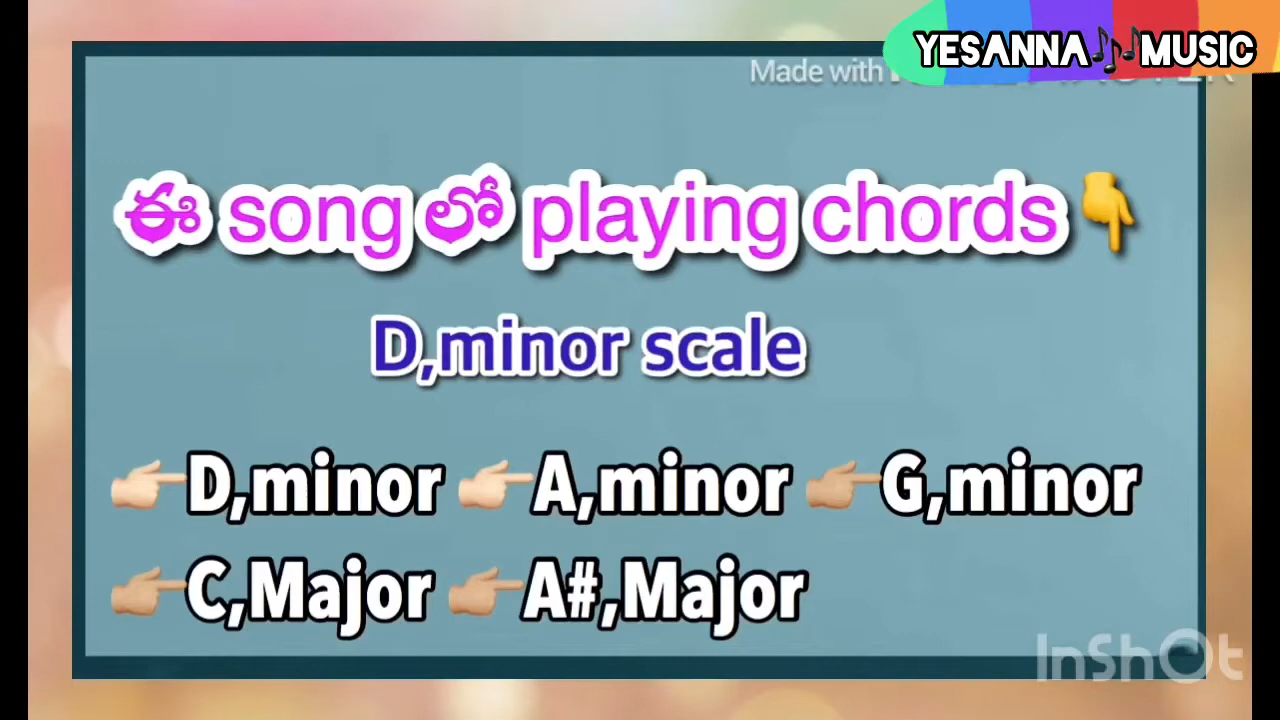 YESANNA🎶MUSIC
Made with
ఈ song లో playing chords👇
D,minor scale
👉D,minor 👉A,minor 👉G,minor
👉C,Major 👉A#,Major
InShOt